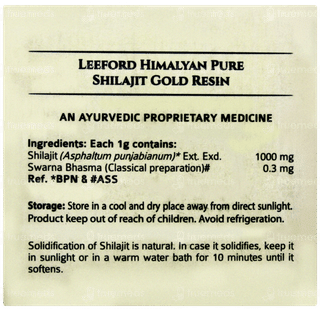 LEEFORD HIMALYAN PURE
SHILAJIT GOLD RESIN
AN AYURVEDIC PROPRIETARY MEDICINE
Ingredients: Each 1g contains:
Shilajit (Asphaltum punjabianum)* Ext. Exd. 1000 mg
Swarna Bhasma (Classical preparation)# 0.3 mg
Ref. *BPN & #ASS
Storage: Store in a cool and dry place away from direct sunlight.
Product keep out of reach of children. Avoid refrigeration.
Solidification of Shilajit is natural. In case it solidifies, keep it
in sunlight or in a warm water bath for 10 minutes until it
softens.